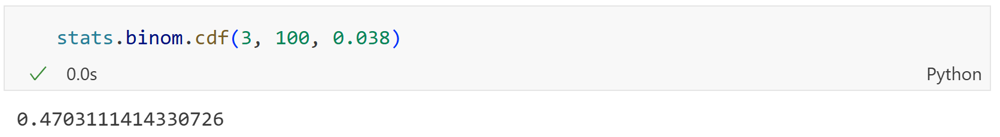 stats.binom.cdf(3, 100, 0.038)
0.0s
Python
0.4703111414330726